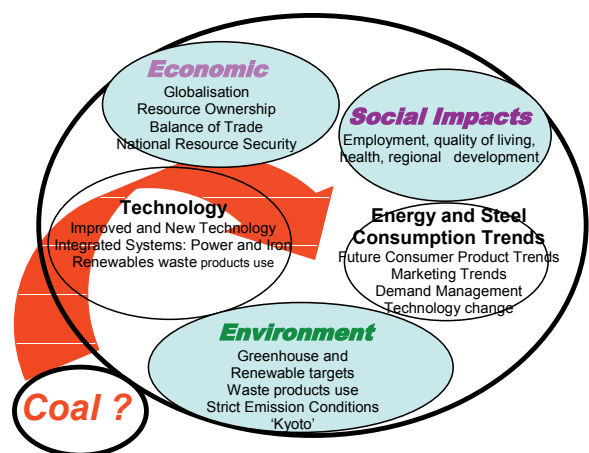 Economic
Globalisation
Resource Ownership
Balance of Trade
National Resource Security
Social Impacts
Employment, quality of living,
health, regional development
Technology
Improved and New Technology
Integrated Systems: Power and Iron
Renewables waste products use
Energy and Steel
Consumption Trends
Future Consumer Product Trends
Marketing Trends
Demand Management
Technology change
Environment
Greenhouse and
Renewable targets
Waste products use
Strict Emission Conditions
‘Kyoto’
Coal ?